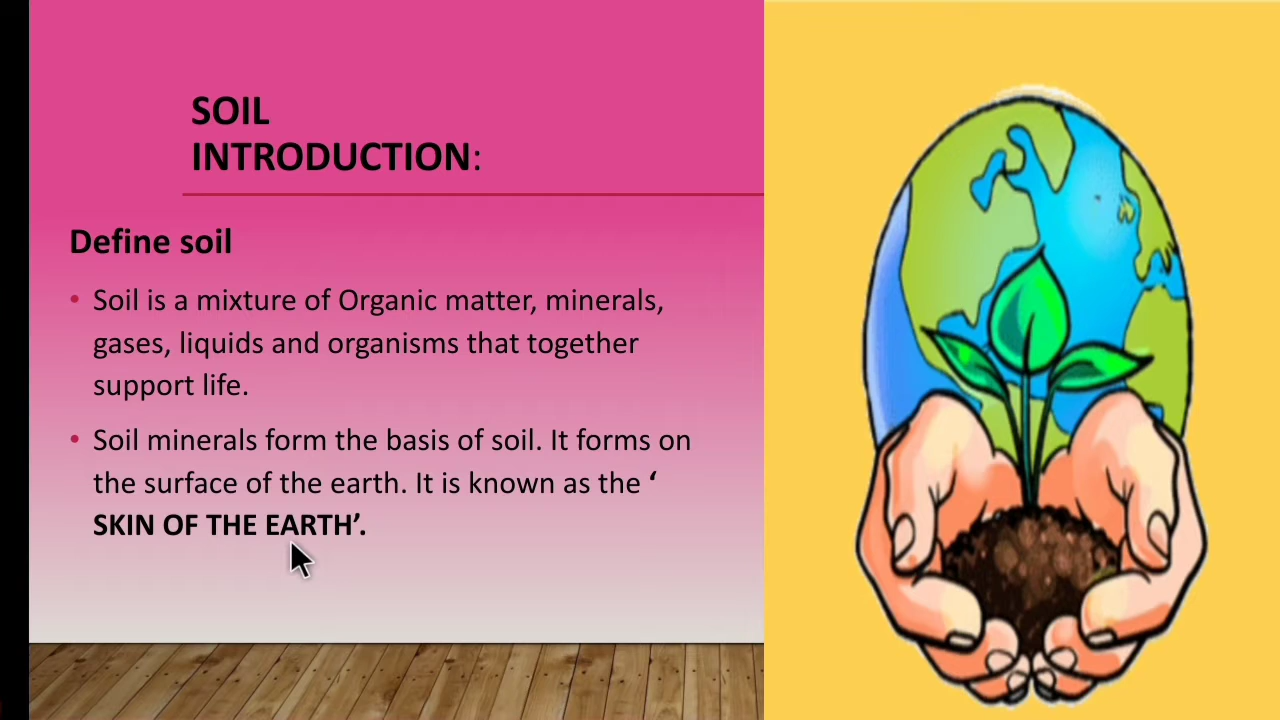 SOIL
INTRODUCTION:
Define soil
• Soil is a mixture of Organic matter, minerals,
gases, liquids and organisms that together
support life.
• Soil minerals form the basis of soil. It forms on
the surface of the earth. It is known as the ‘
SKIN OF THE EARTH’.